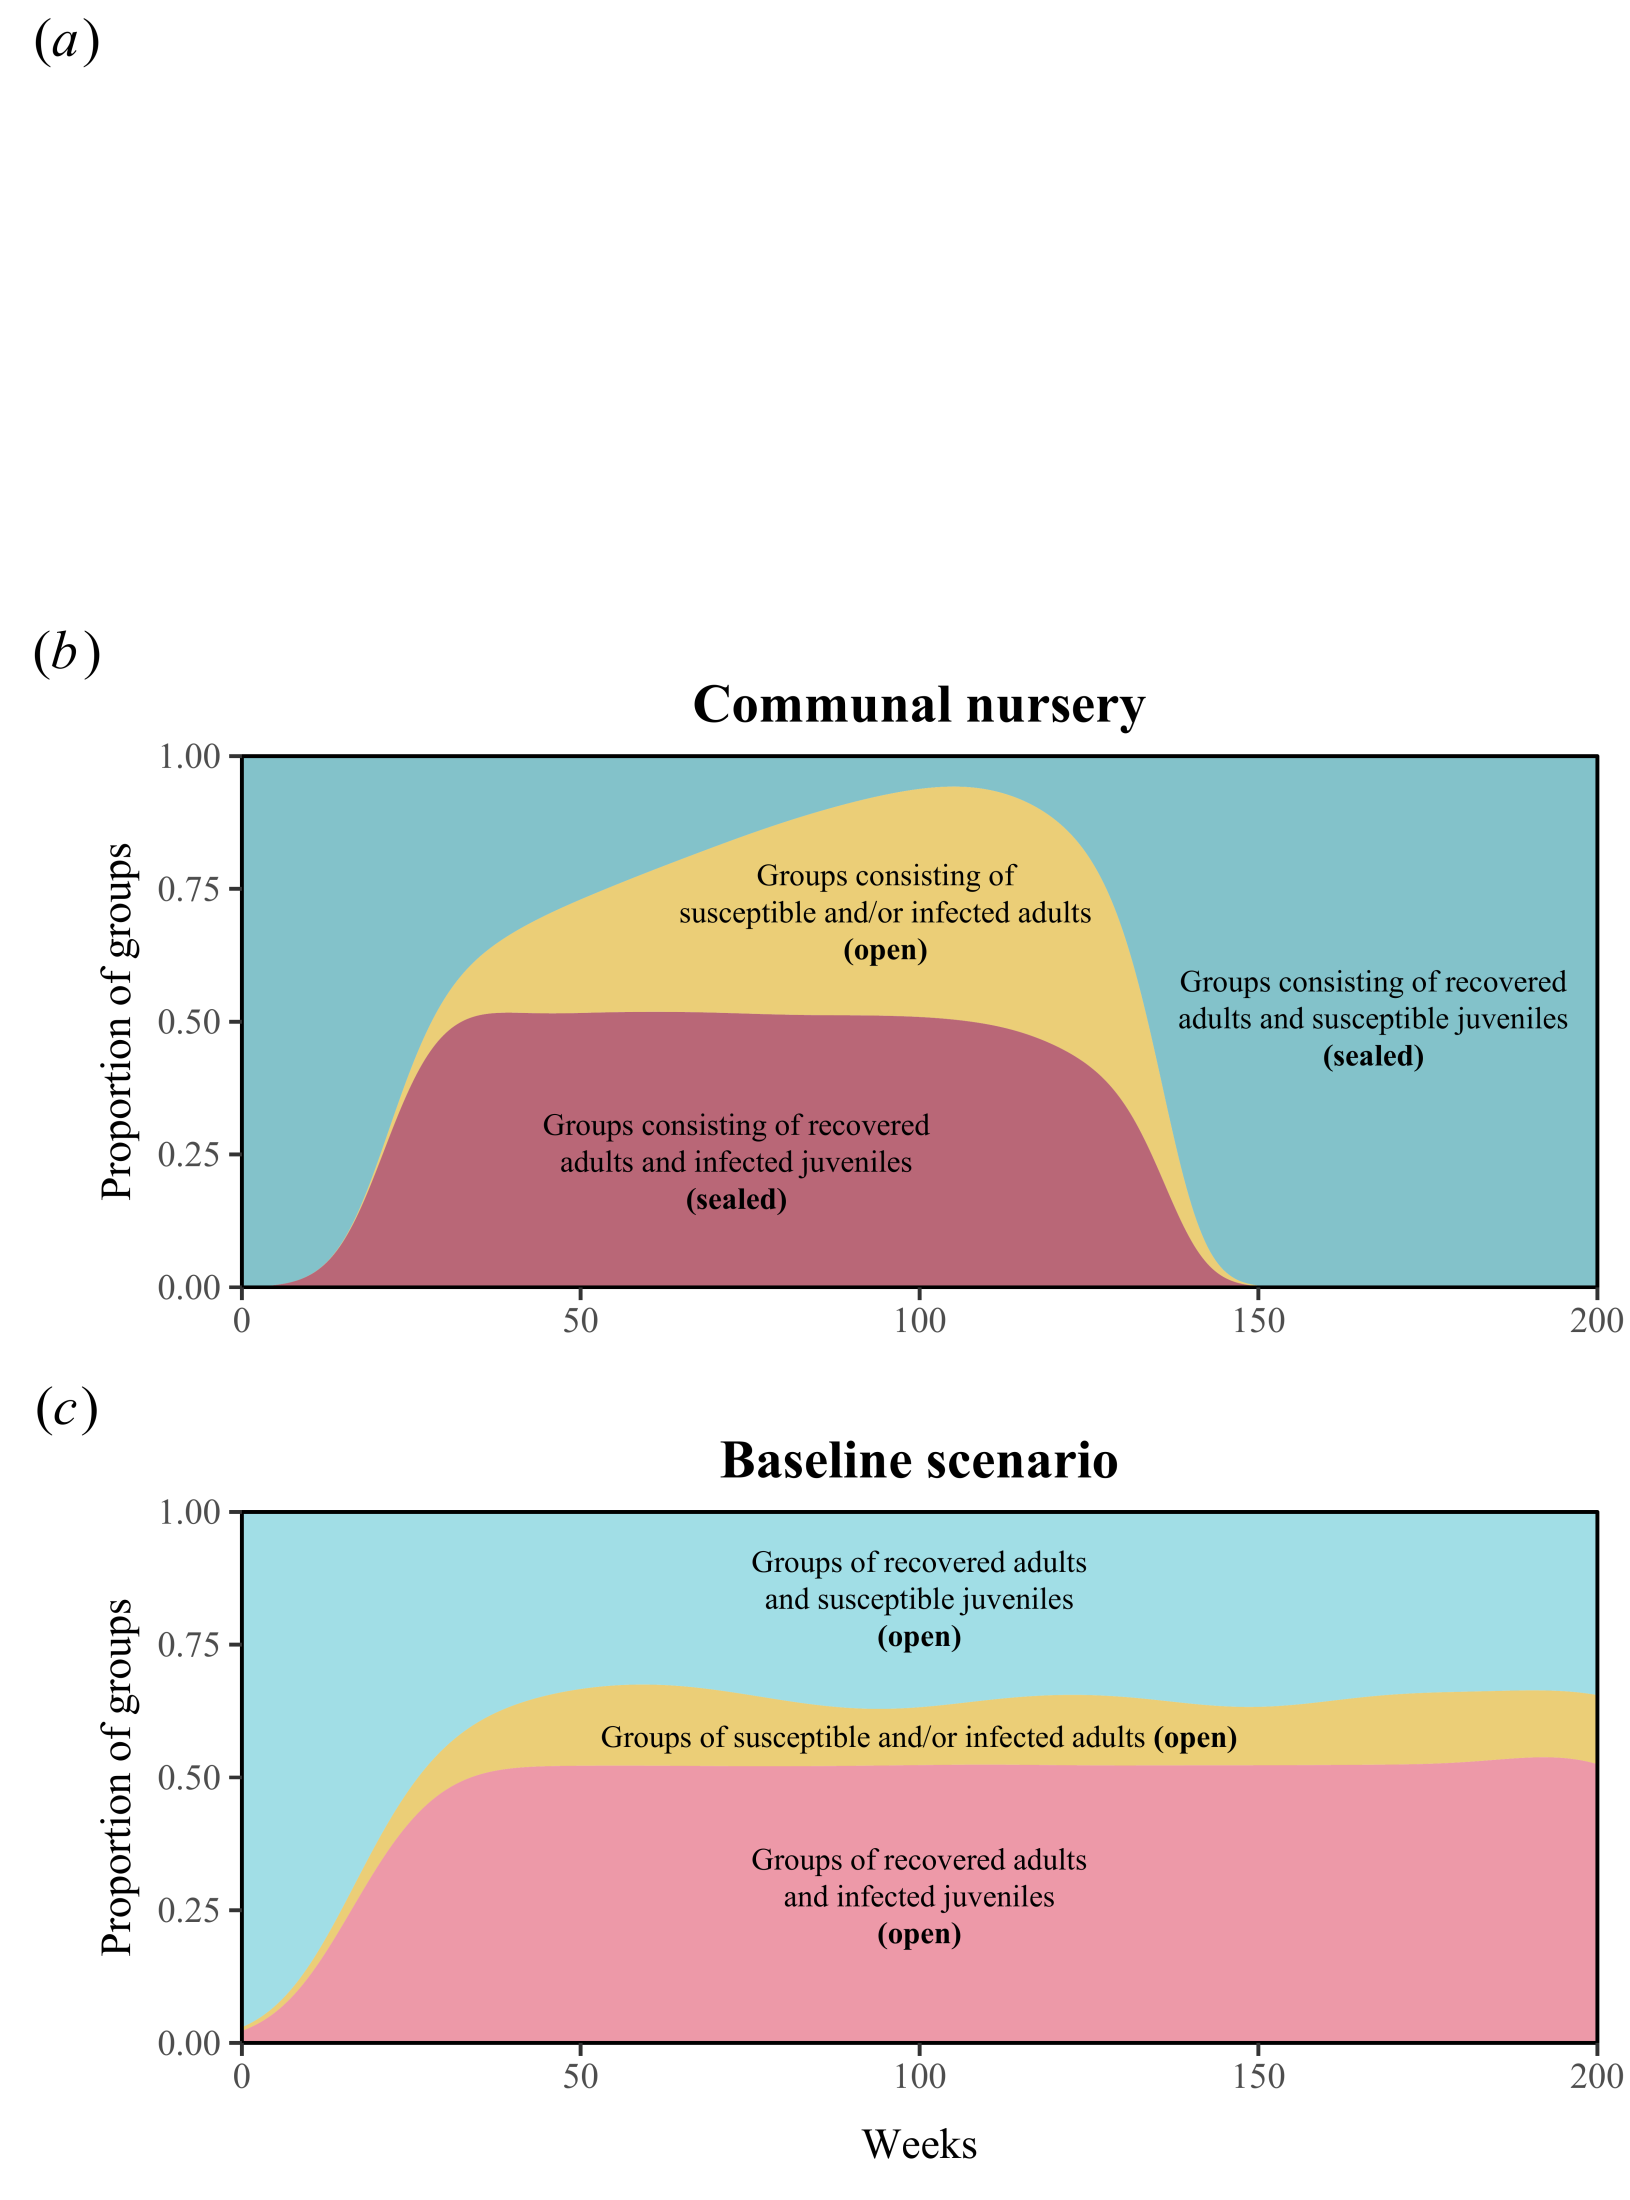 (a)
(b)
Communal nursery
Proportion of groups
1.00
0.75
0.50
0.25
0.00
Groups consisting of
susceptible and/or infected adults
(open)
Groups consisting of recovered
adults and susceptible juveniles
(sealed)
Groups consisting of recovered
adults and infected juveniles
(sealed)
0 50 100 150 200
(c)
Baseline scenario
Proportion of groups
1.00
0.75
0.50
0.25
0.00
Groups of recovered adults
and susceptible juveniles
(open)
Groups of susceptible and/or infected adults (open)
Groups of recovered adults
and infected juveniles
(open)
0 50 100 150 200
Weeks